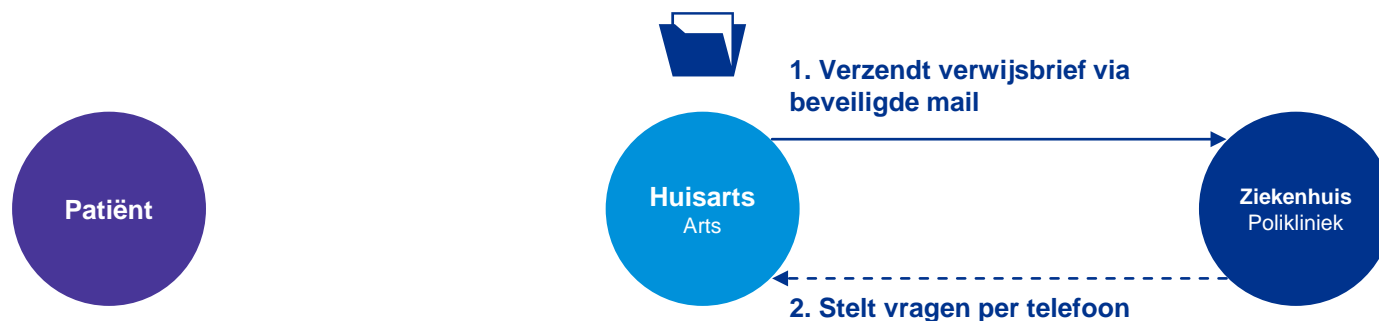 1. Verzendt verwijsbrief via
beveiligde mail
Patiënt
Huisarts
Arts
Ziekenhuis
Polikliniek
2. Stelt vragen per telefoon